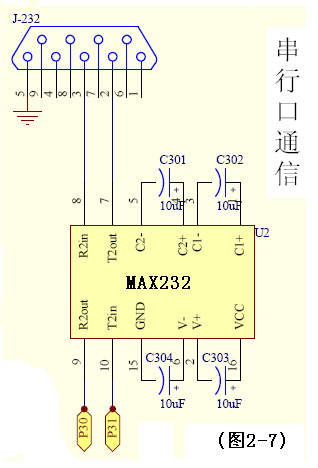 J-232
串行口通信
5 9 4 8 3 7 2 6 1
C301 C302
8 7 5 4 3 1
+ +
10uF 10uF
U2
R2in T2out C2- C2+ C1- C1+
MAX232
R2out T2in GND V- V+ VCC
9 10 15 6 2 16
C304 C303
+ +
10uF 10uF
P30 P31
(图2-7)